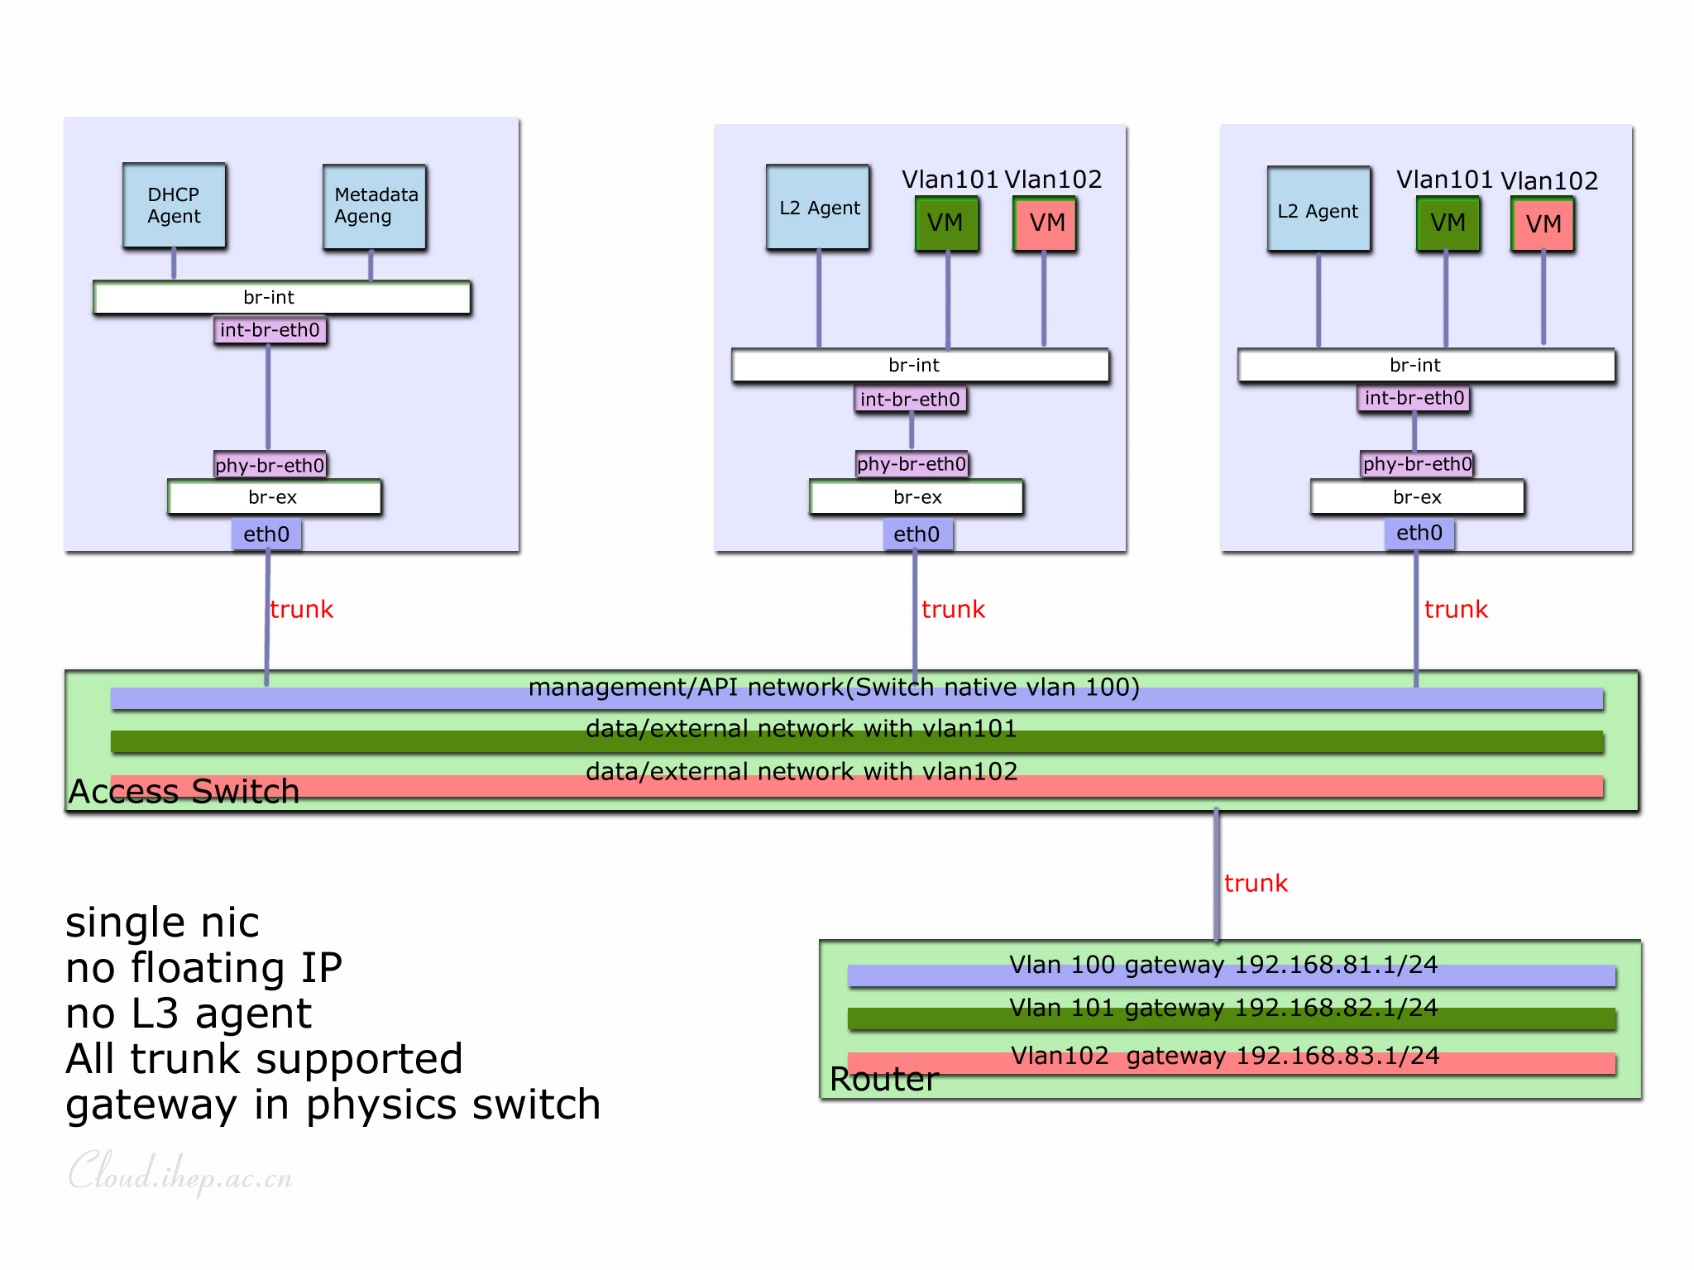 DHCP
Agent
Metadata
Ageng
br-int
int-br-eth0
phy-br-eth0
br-ex
eth0
trunk
L2 Agent
Vlan101
Vlan102
VM
VM
br-int
int-br-eth0
phy-br-eth0
br-ex
eth0
trunk
L2 Agent
Vlan101
Vlan102
VM
VM
br-int
int-br-eth0
phy-br-eth0
br-ex
eth0
trunk
management/API network(Switch native vlan 100)
data/external network with vlan101
data/external network with vlan102
Access Switch
trunk
Vlan 100 gateway 192.168.81.1/24
Vlan 101 gateway 192.168.82.1/24
Vlan102 gateway 192.168.83.1/24
Router
single nic
no floating IP
no L3 agent
All trunk supported
gateway in physics switch
Cloud.ihep.ac.cn